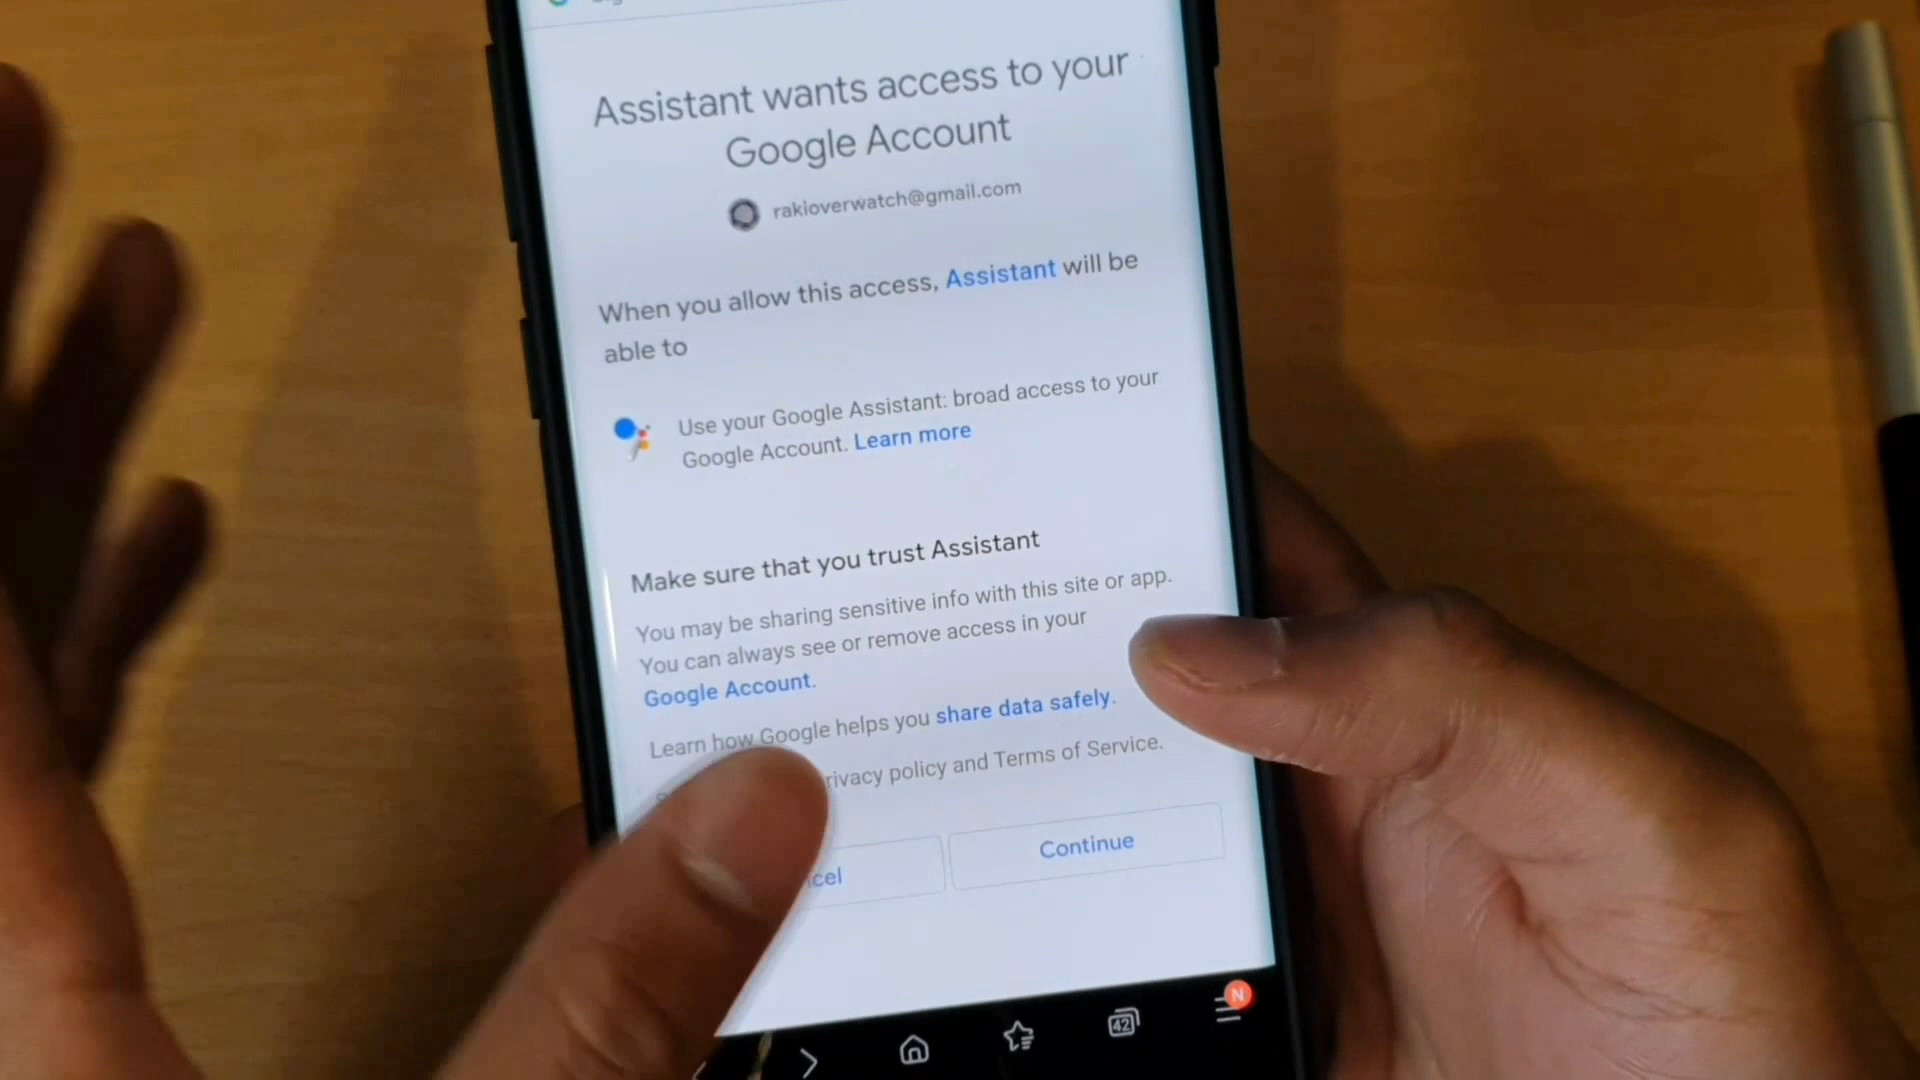 Assistant wants access to your
Google Account
rakioverwatch@gmail.com
When you allow this access, Assistant will be
able to
Use your Google Assistant: broad access to your
Google Account. Learn more
Make sure that you trust Assistant
You may be sharing sensitive info with this site or app.
You can always see or remove access in your
Google Account.
Learn how Google helps you share data safely.
rivacy policy and Terms of Service.
cel
Continue
42
N